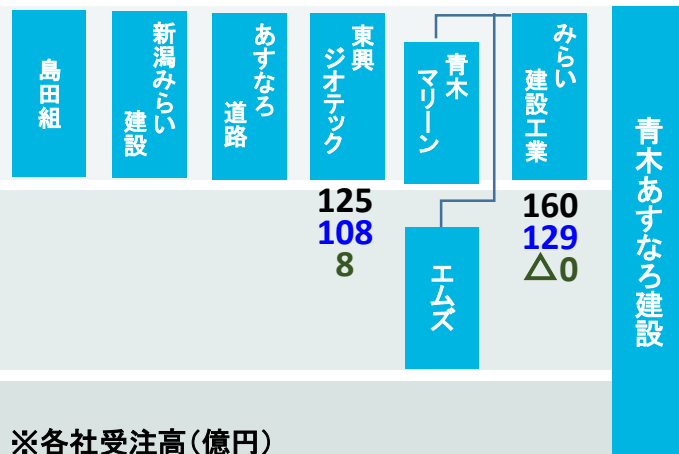 島田組
新潟みらい
建設
あすなろ
道路
東興
ジオテック
青木
マリーン
みらい
建設工業
青木あすなろ建設
125
108
8
160
129
△0
エムズ
※各社受注高(億円)